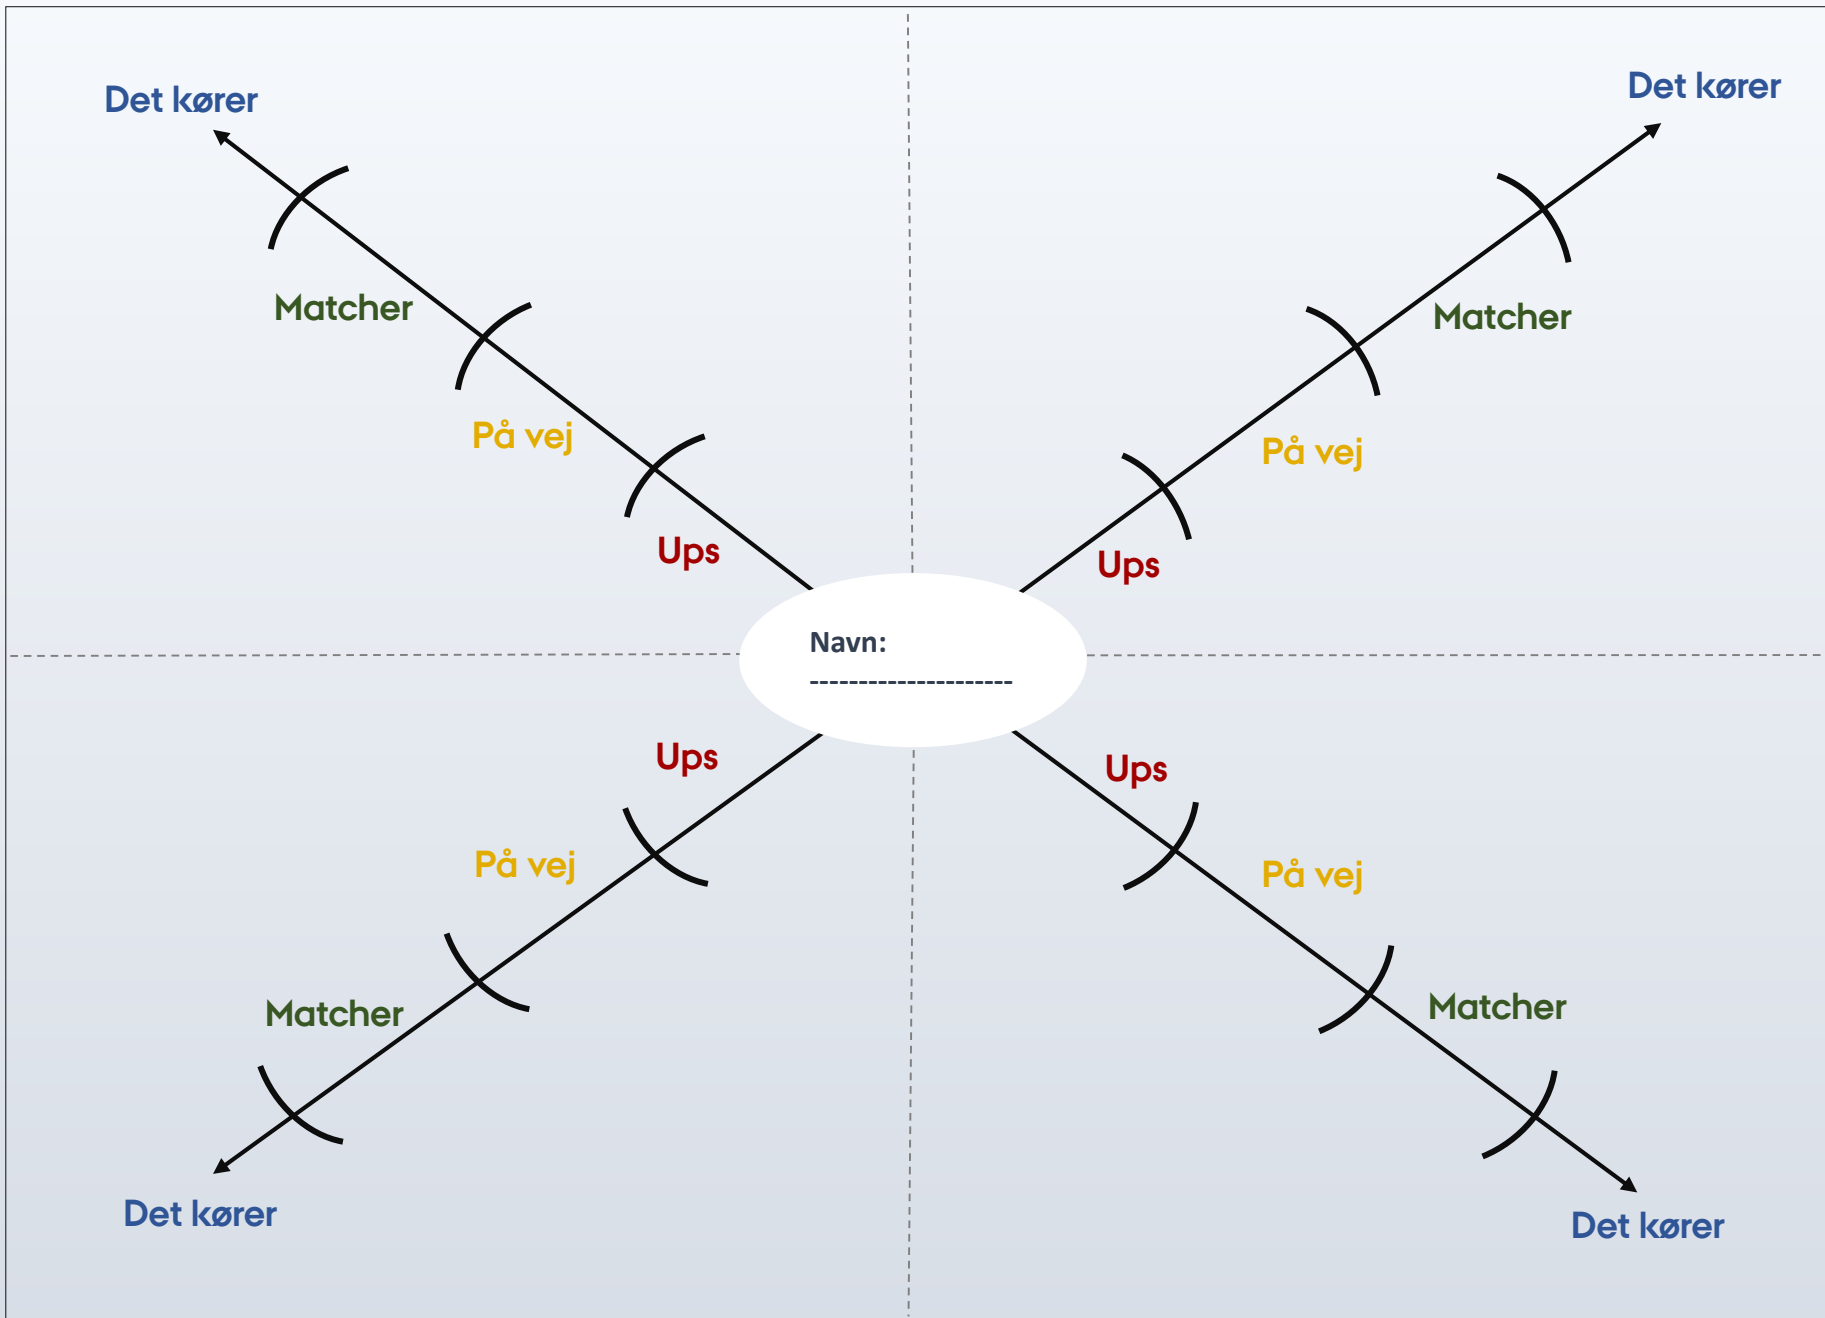 Det kører
Det kører
Matcher
Matcher
På vej
På vej
Ups
Ups
Navn:
---------------------
Ups
Ups
På vej
På vej
Matcher
Matcher
Det kører
Det kører